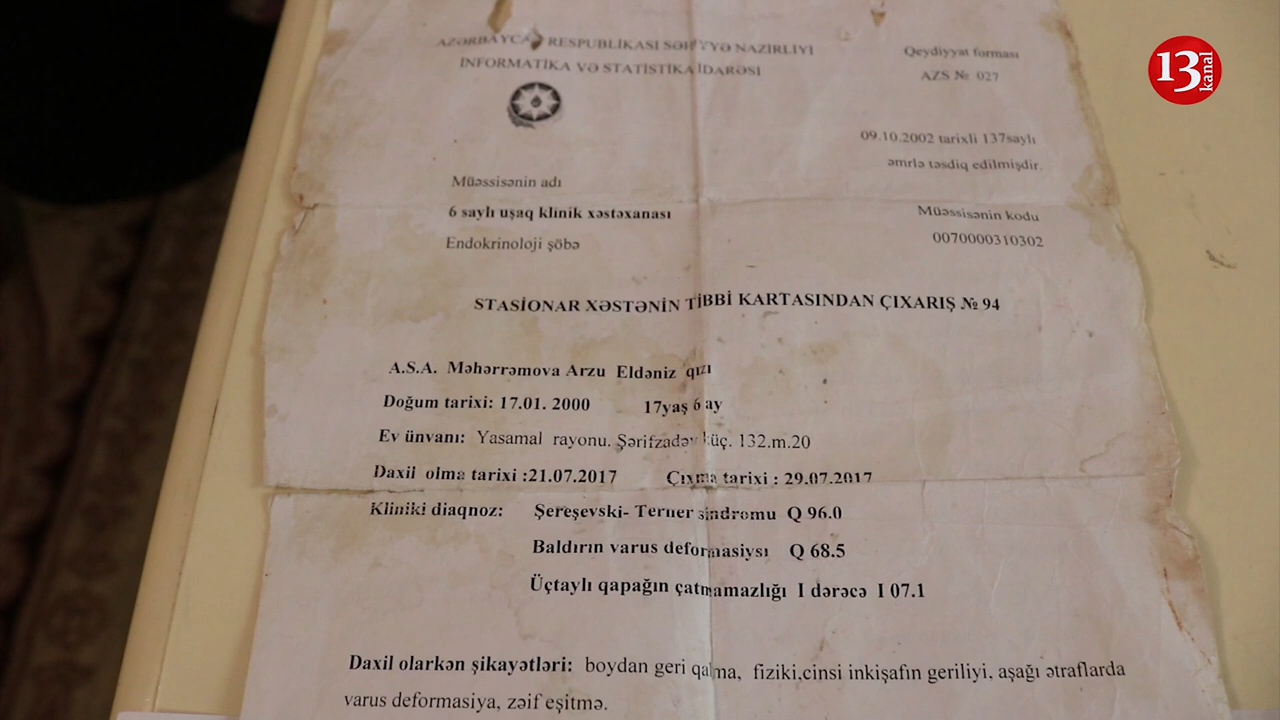 AZƏRBAYCAN RESPUBLİKASI SƏHİYYƏ NAZİRLİYİ
İNFORMATİKA VƏ STATİSTİKA İDARƏSİ
Qeydiyyat forması
AZS № 027
13 kanal
09.10.2002 tarixli 137saylı
əmrlə təsdiq edilmişdir.
Müəssisənin adı
6 saylı uşaq klinik xəstəxanası
Endokrinoloji şöbə
Müəssisənin kodu
0070000310302
STASİONAR XƏSTƏNİN TİBBİ KARTASINDAN ÇIXARIŞ № 94
A.S.A. Məhərrəmova Arzu Eldəniz qızı
Doğum tarixi: 17.01. 2000 17yaş 6 ay
Ev ünvanı: Yasamal rayonu. Şərifzadəy küç. 132.m.20
Daxil olma tarixi :21.07.2017 Çıxma tarixi : 29.07.2017
Kliniki diaqnoz: Şereşevski- Terner sindromu Q 96.0
Baldırın varus deformasiysı Q 68.5
Üçtaylı qapağın çatmamazlığı I dərəcə I 07.1
Daxil olarkən şikayətləri: boydan geri qalma, fiziki,cinsi inkişafın geriliyi, aşağı ətraflarda
varus deformasiya, zəif eşitmə.